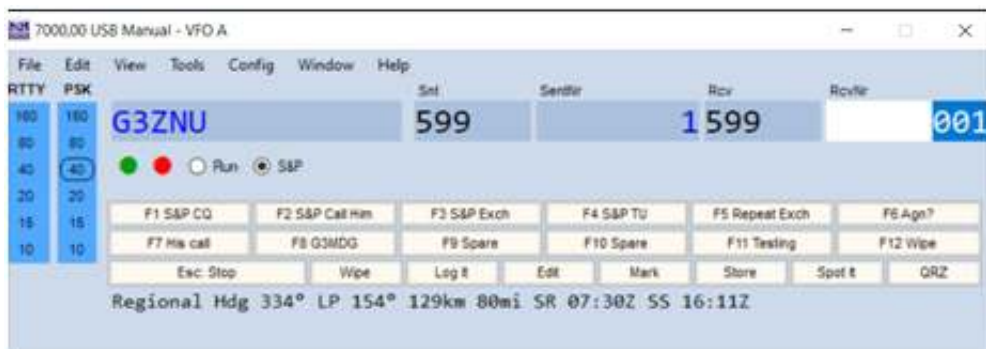 7000.00 USB Manual - VFO A
File Edit View Tools Config Window Help
RTTY PSK Snt SentNr Rcv RcvNr
160 160 G3ZNU 599 1 599 001
80 80
40 40 Run S&P
20 20
15 15 F1 S&P CQ F2 S&P Call Him F3 S&P Exch F4 S&P TU F5 Repeat Exch F6 Agn?
10 10 F7 His call F8 G3MDG F9 Spare F10 Spare F11 Testing F12 Wipe
Esc: Stop Wipe Log It Edit Mark Store Spot It QRZ
Regional Hdg 334° LP 154° 129km 80mi SR 07:30Z SS 16:11Z